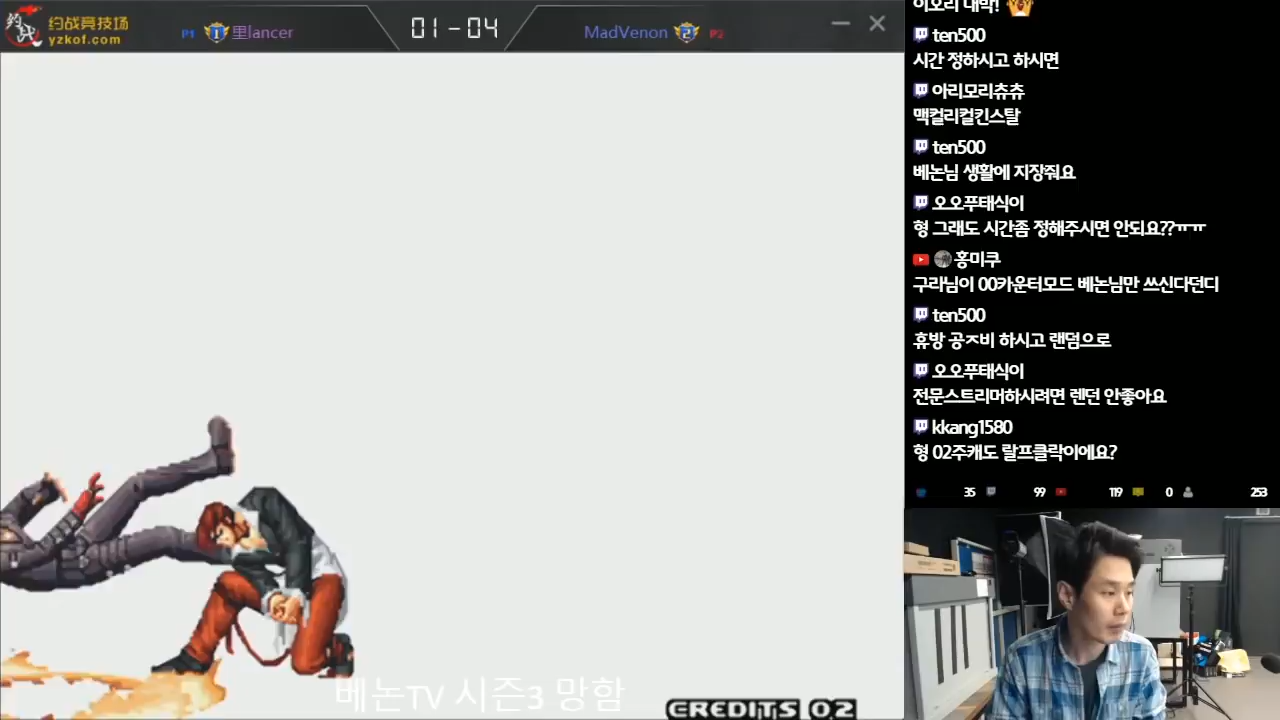 约战竞技场
yzkof.com
P1
1
里lancer
01-04
MadVenon
2
P2
이오리 대박!
ten500
시간 정하시고 하시면
아리모리츄츄
맥컬리컬킨스탈
ten500
베논님 생활에 지장줘요
오오푸태식이
형 그래도 시간좀 정해주시면 안되요??ㅠㅠ
홍미쿠
구라님이 00카운터모드 베논님만 쓰신다던디
ten500
휴방 공ㅈ비 하시고 랜덤으로
오오푸태식이
전문스트리머하시려면 렌던 안좋아요
kkang1580
형 02주캐도 랄프클락이에요?
35
99
119
0
253
베논TV 시즌3 망함
CREDITS 02